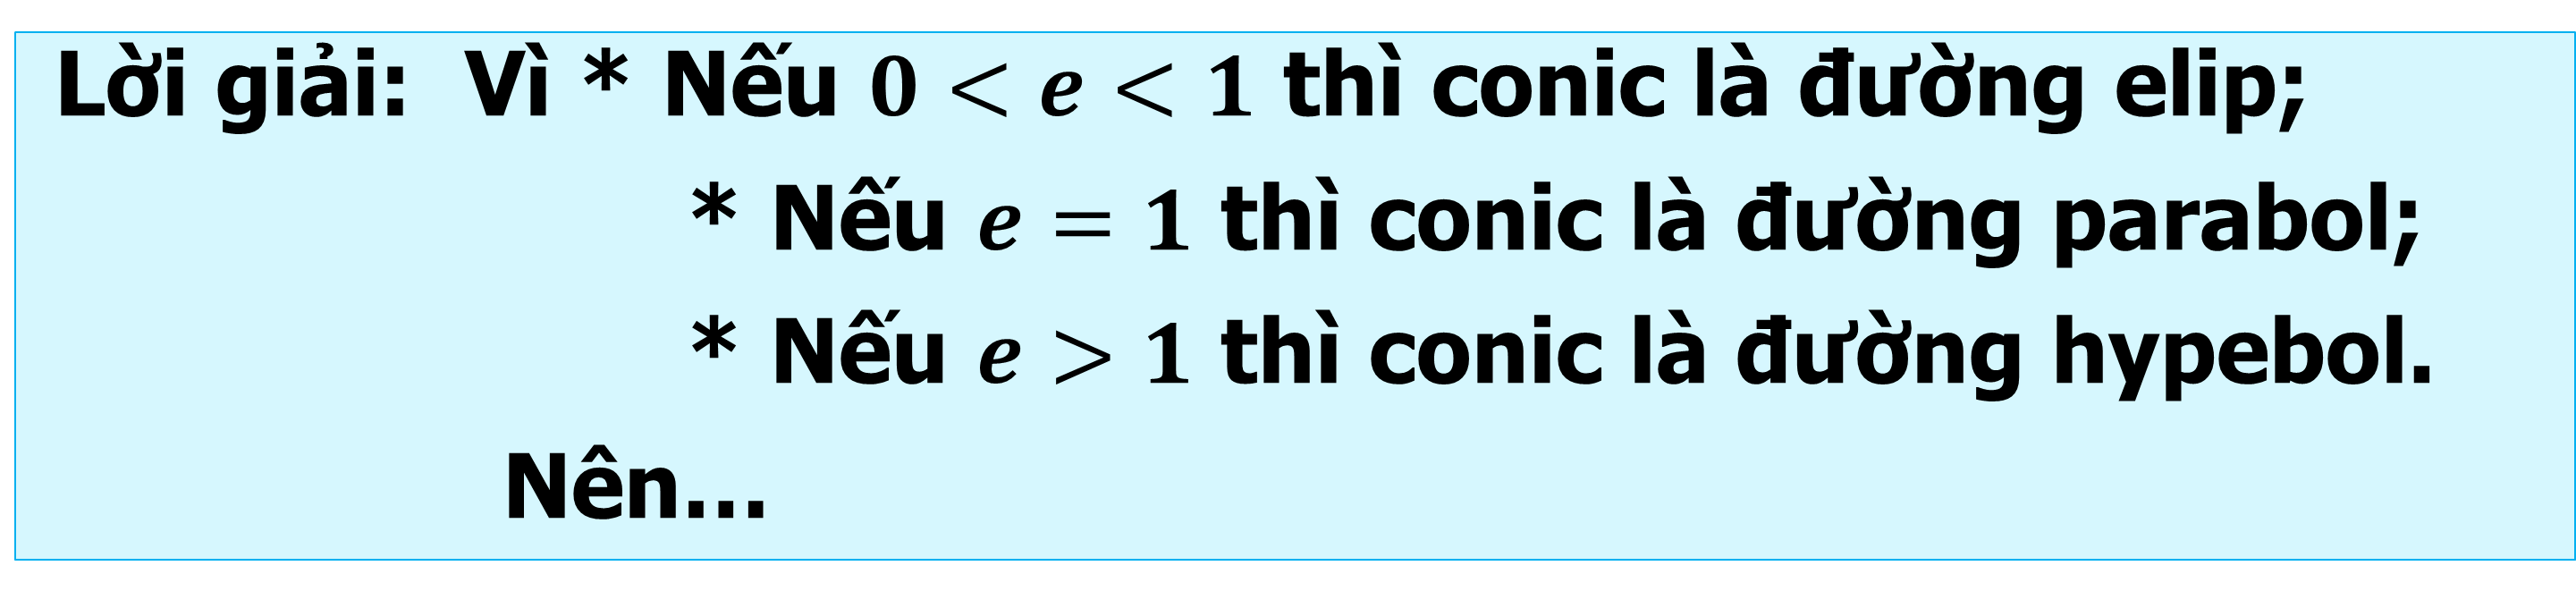 Lời giải: Vì * Nếu 0 < e < 1 thì conic là đường elip;
* Nếu e = 1 thì conic là đường parabol;
* Nếu e > 1 thì conic là đường hypebol.
Nên...